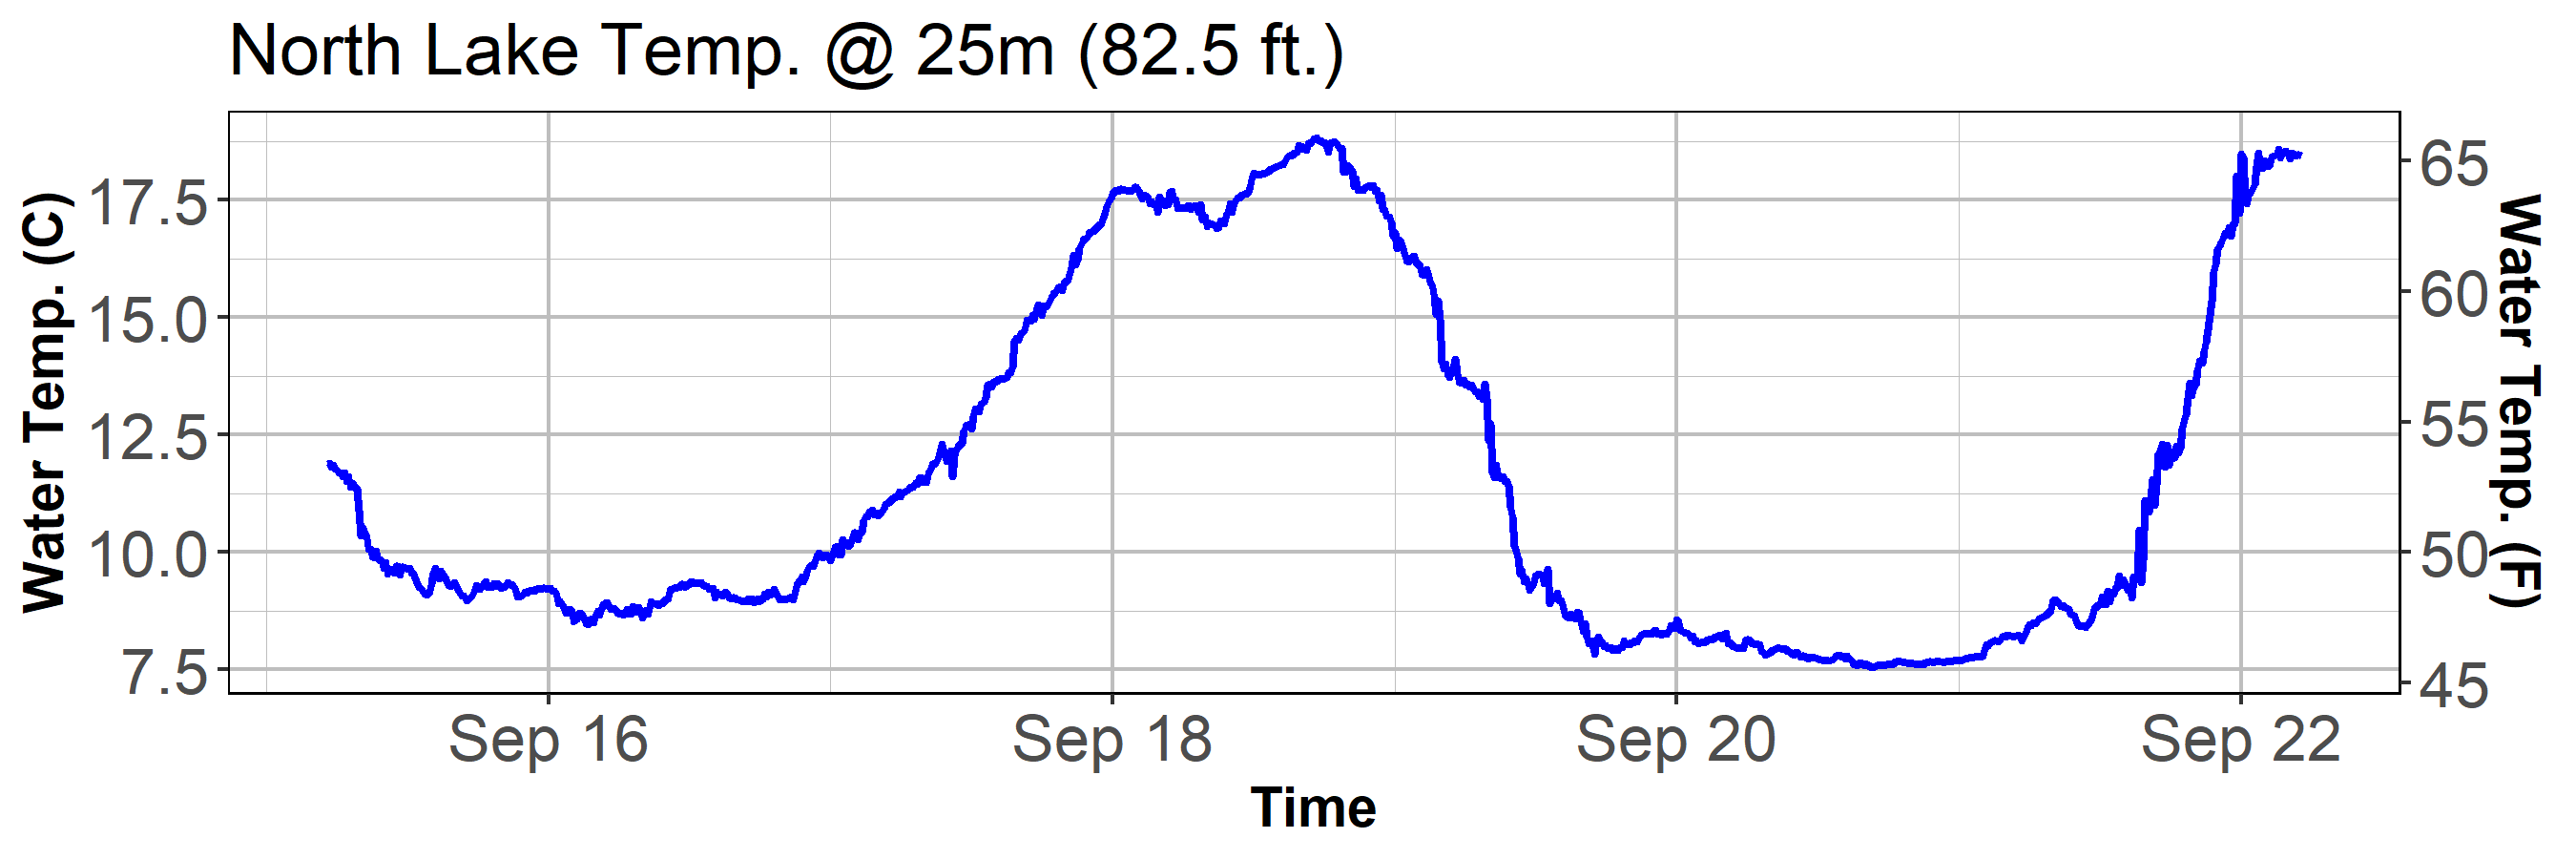 North Lake Temp. @ 25m (82.5 ft.)
Water Temp. (C)
17.5
15.0
12.5
10.0
7.5
65
60
55
50
45
Water Temp. (F)
Sep 16 Sep 18 Sep 20 Sep 22
Time